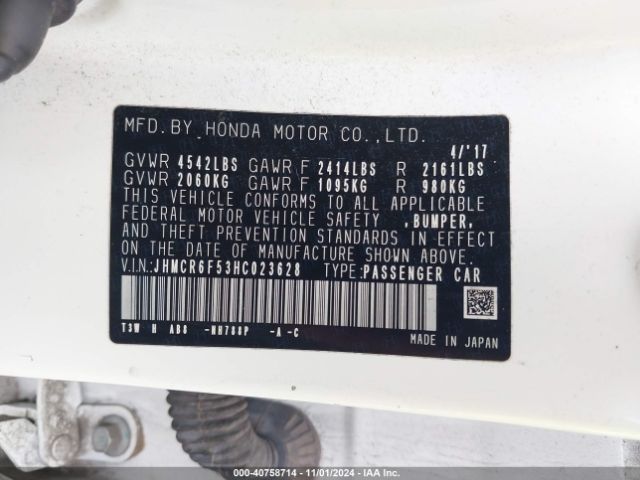 MFD.BY HONDA MOTOR CO.,LTD.
4/'17
GVWR 4542LBS GAWR F 2414LBS R 2161LBS
GVWR 2060KG GAWR F 1095KG R 980KG
THIS VEHICLE CONFORMS TO ALL APPLICABLE
FEDERAL MOTOR VEHICLE SAFETY ,BUMPER,
AND THEFT PREVENTION STANDARDS IN EFFECT
ON THE DATE OF MANUFACTURE SHOWN ABOVE.
V.I.N: JHMCR6F53HC023628 TYPE: PASSENGER CAR
T3W H AB8 -NH788P -A -C
MADE IN JAPAN
000-40758714 - 11/01/2024 - IAA Inc.